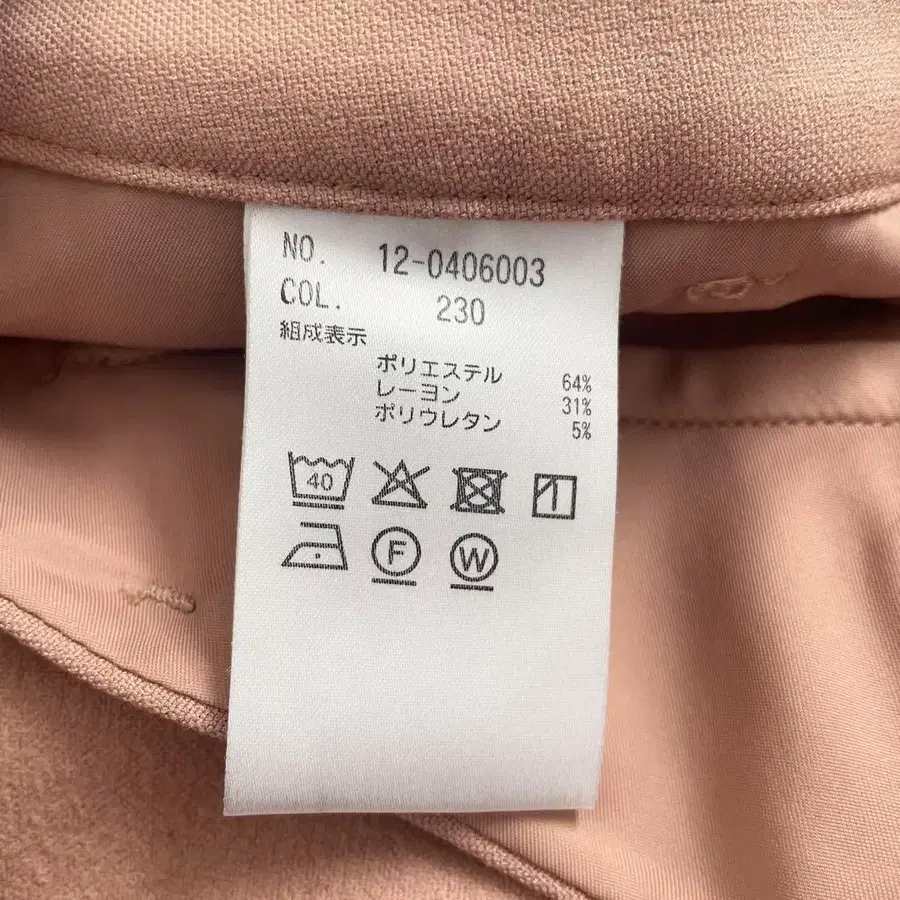 NO. 12-0406003
COL. 230
組成表示
ポリエステル 64%
レーヨン 31%
ポリウレタン 5%
40
F W